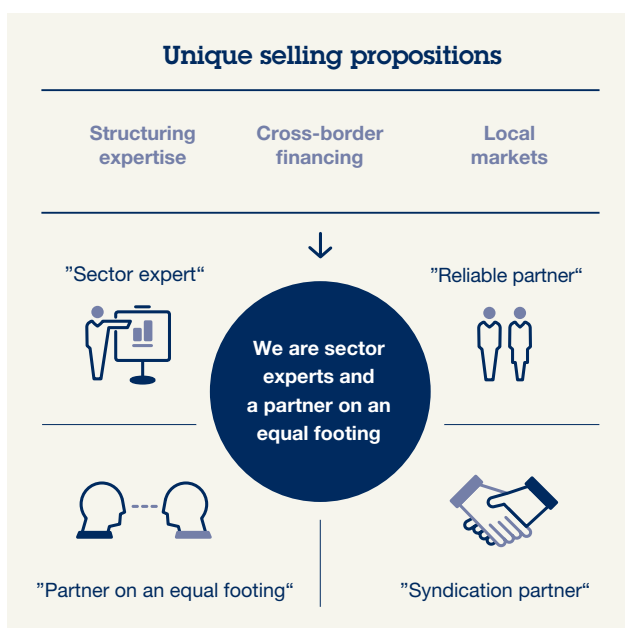 Unique selling propositions
Structuring
expertise
Cross-border
financing
Local
markets
”Sector expert“
”Reliable partner“
We are sector
experts and
a partner on an
equal footing
”Partner on an equal footing“
”Syndication partner“